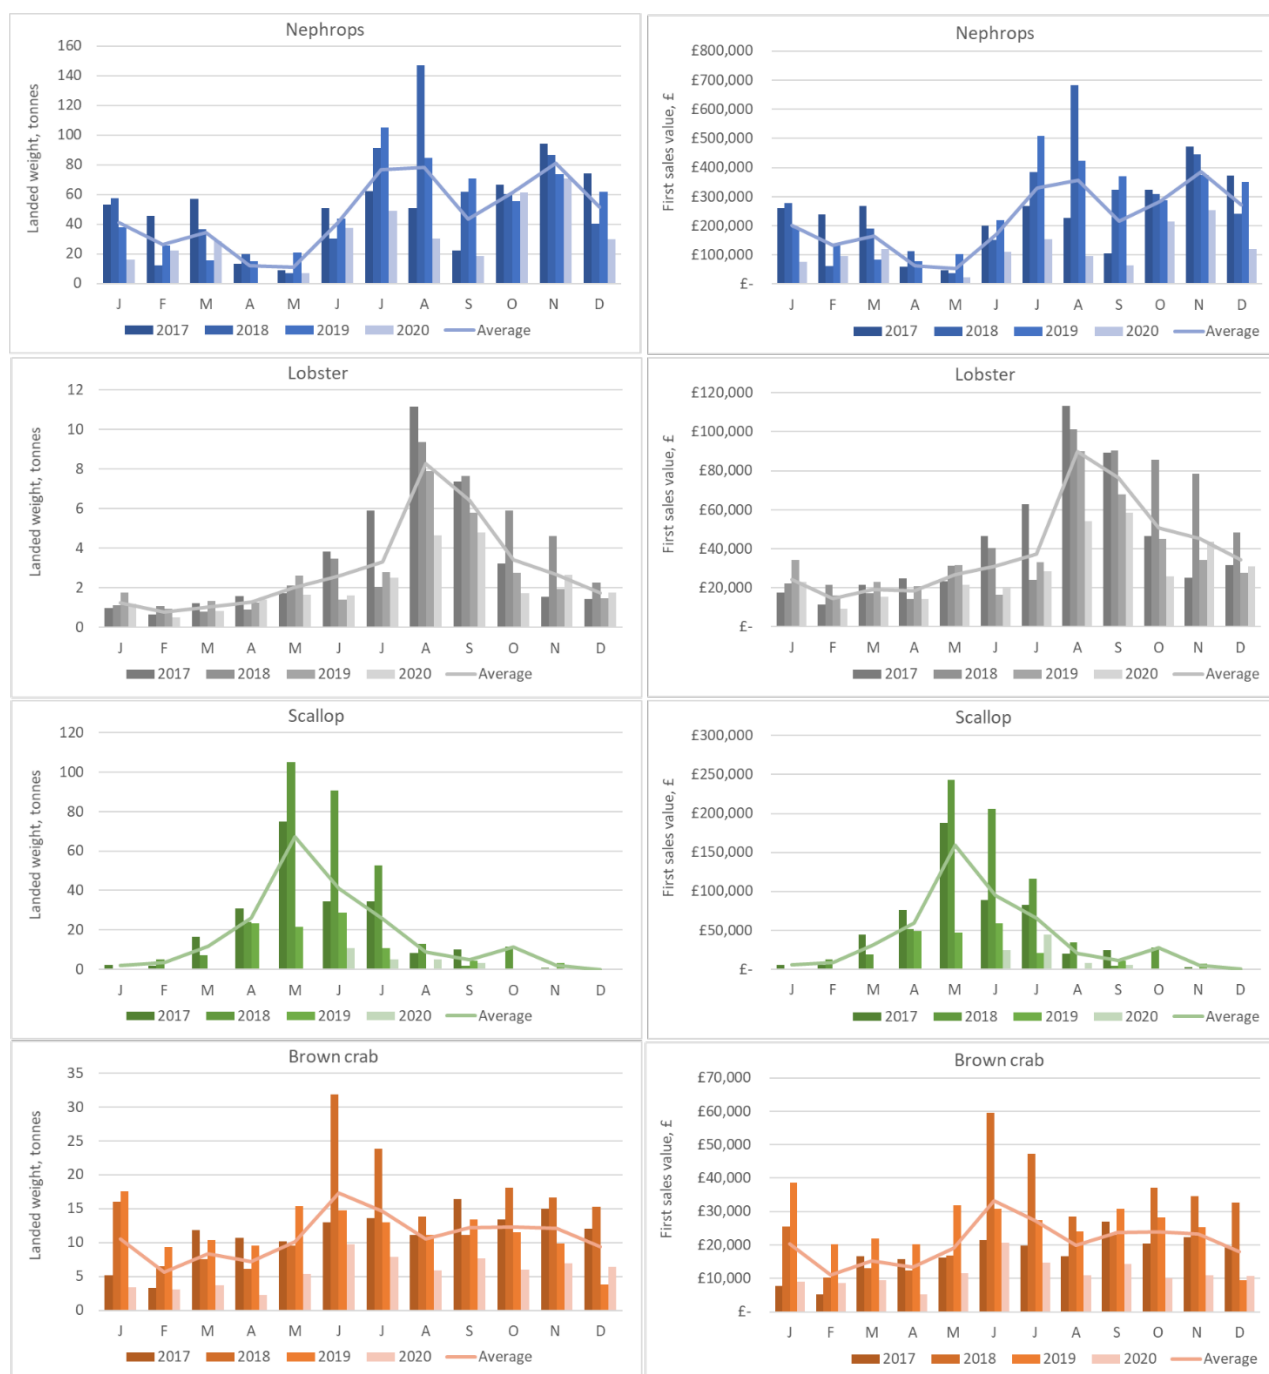 Nephrops
Landed weight, tonnes
160
140
120
100
80
60
40
20
0
J F M A M J J A S O N D
2017 2018 2019 2020 Average
Nephrops
First sales value, £
£800,000
£700,000
£600,000
£500,000
£400,000
£300,000
£200,000
£100,000
£-
J F M A M J J A S O N D
2017 2018 2019 2020 Average
Lobster
Landed weight, tonnes
12
10
8
6
4
2
0
J F M A M J J A S O N D
2017 2018 2019 2020 Average
Lobster
First sales value, £
£120,000
£100,000
£80,000
£60,000
£40,000
£20,000
£-
J F M A M J J A S O N D
2017 2018 2019 2020 Average
Scallop
Landed weight, tonnes
120
100
80
60
40
20
0
J F M A M J J A S O N D
2017 2018 2019 2020 Average
Scallop
First sales value, £
£300,000
£250,000
£200,000
£150,000
£100,000
£50,000
£-
J F M A M J J A S O N D
2017 2018 2019 2020 Average
Brown crab
Landed weight, tonnes
35
30
25
20
15
10
5
0
J F M A M J J A S O N D
2017 2018 2019 2020 Average
Brown crab
First sales value, £
£70,000
£60,000
£50,000
£40,000
£30,000
£20,000
£10,000
£-
J F M A M J J A S O N D
2017 2018 2019 2020 Average